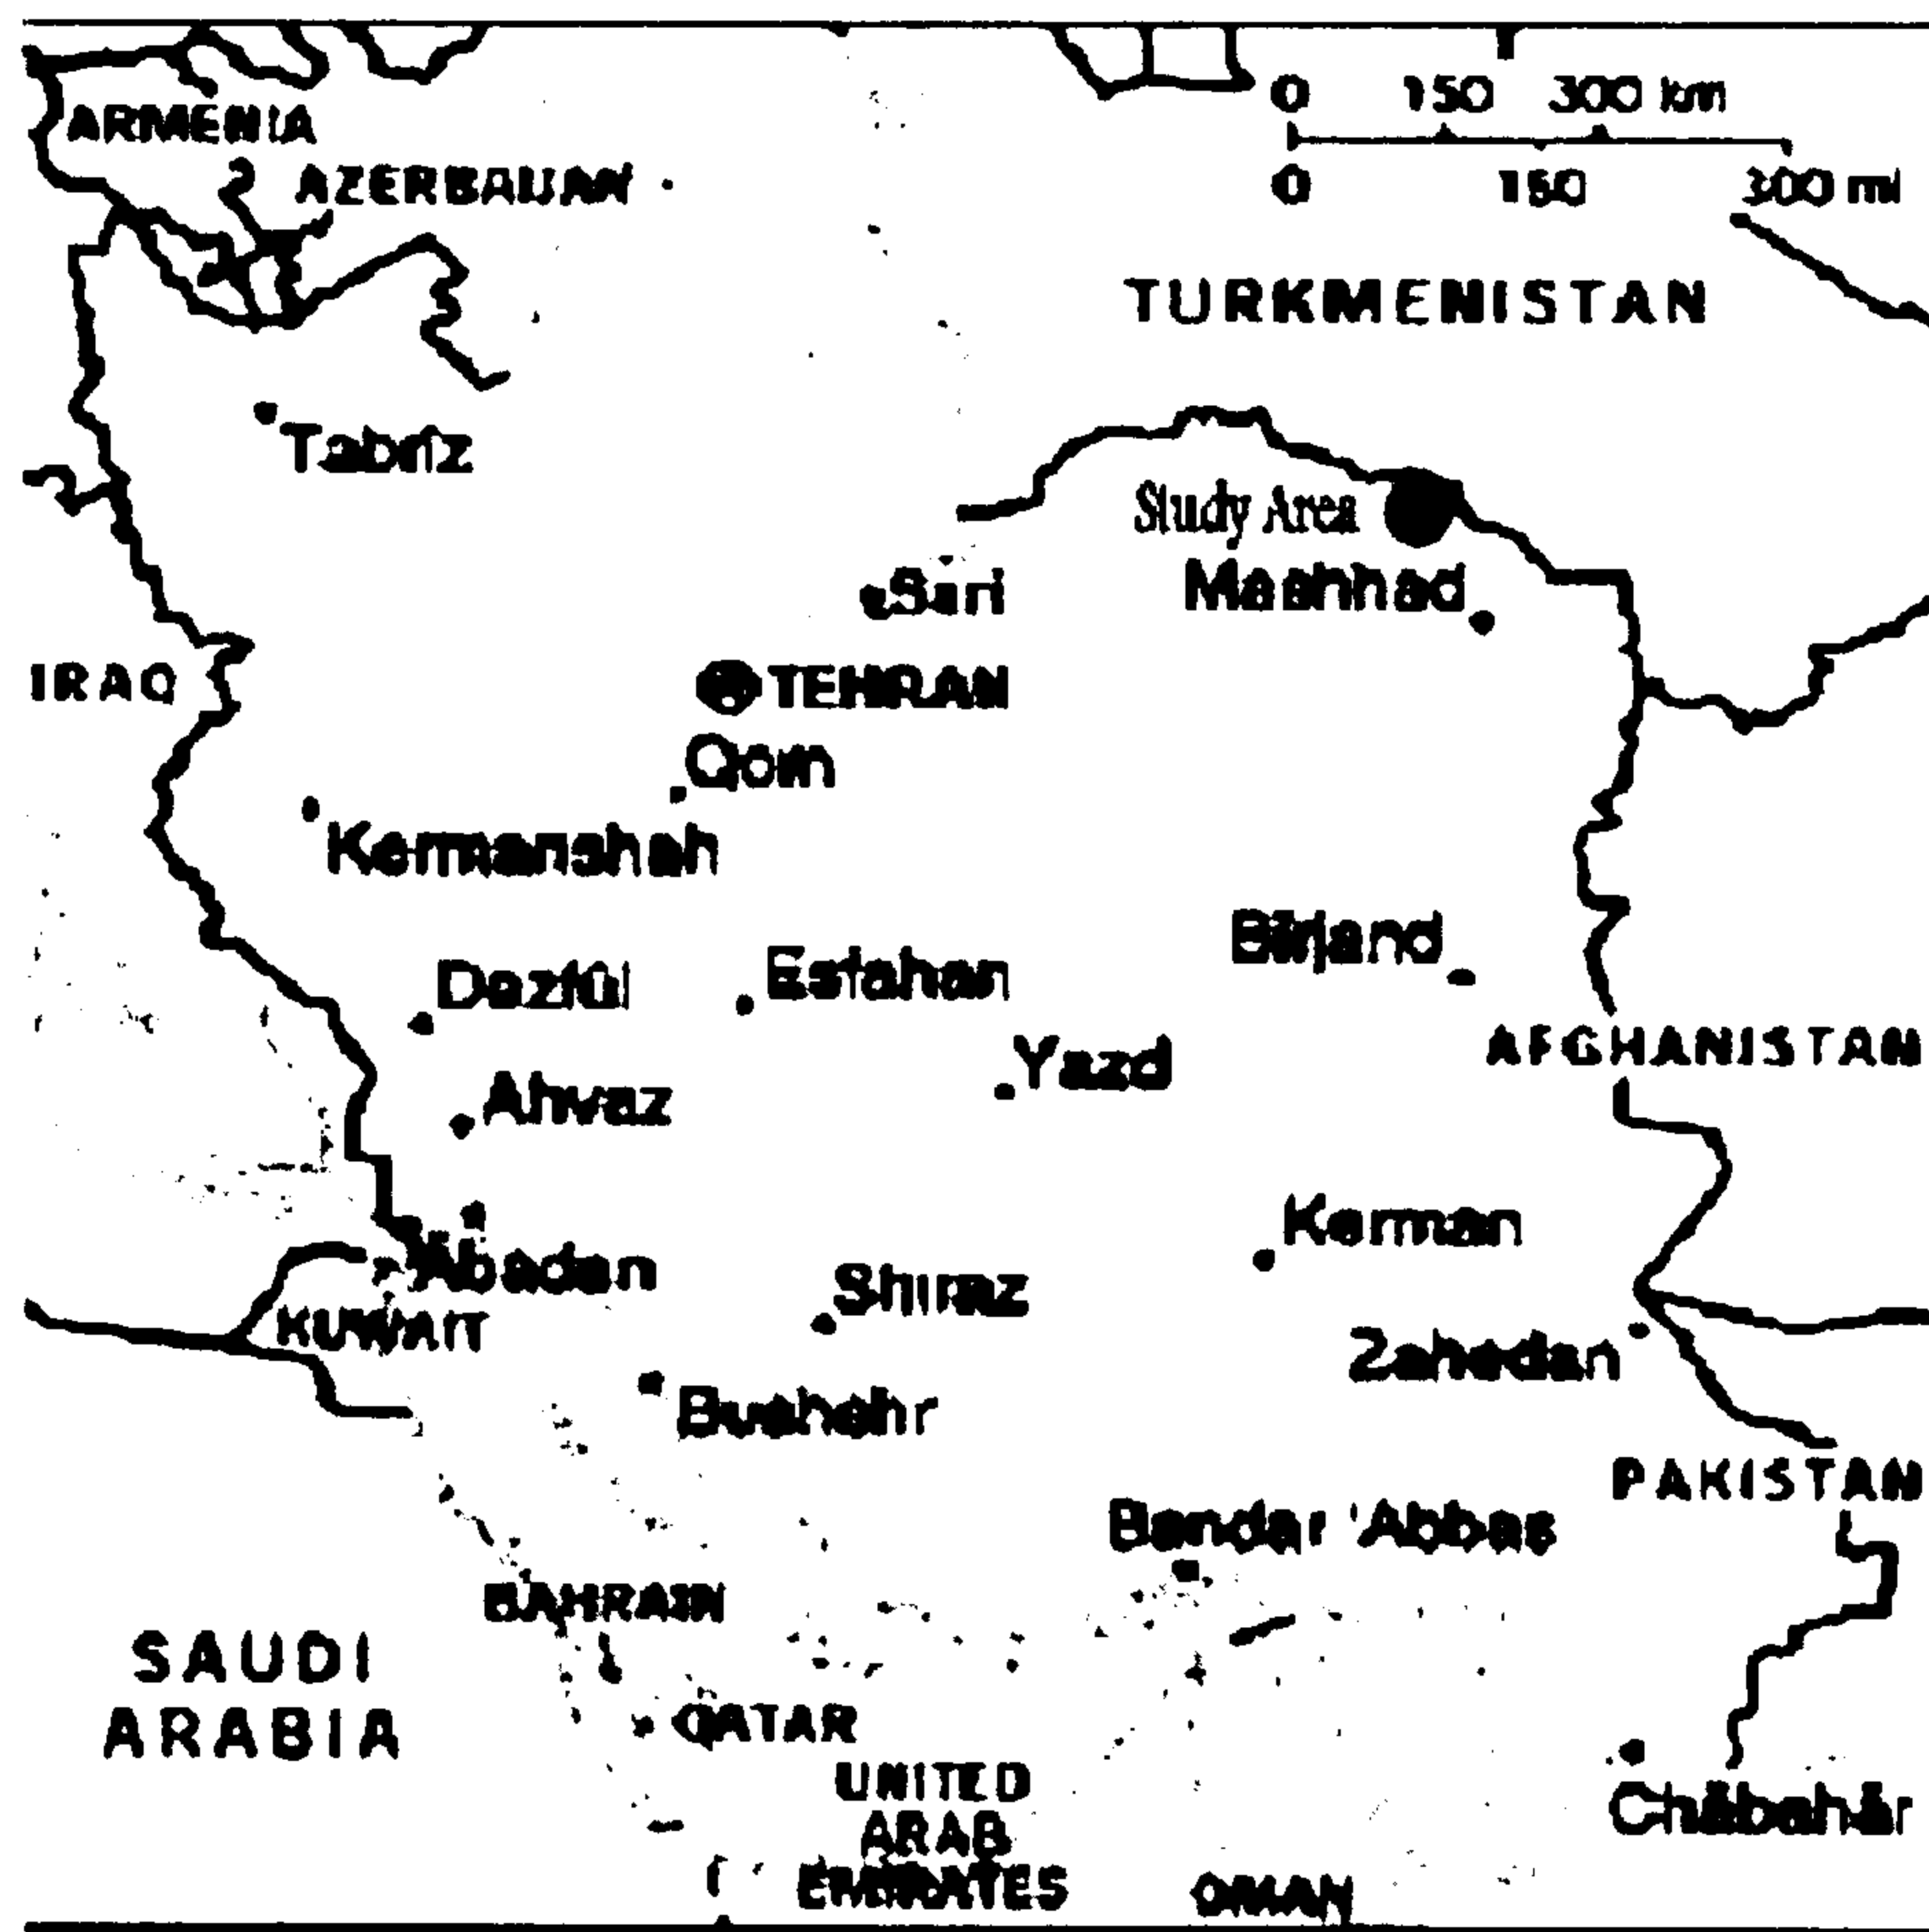 0 150 300 km
ARMENIA
AZERBAIJAN
0 150 300 mi
TURKMENISTAN
Tabriz
Study Area
Sari
Mashhad
IRAQ
TEHRAN
Qom
Kermanshah
Birjand
Dezfūl
Esfahan
AFGHANISTAN
Yazd
Ahvaz
Kerman
Abadan
Shiraz
KUWAIT
Zahedan
Bushehr
PAKISTAN
Bandar 'Abbas
BAHRAIN
SAUDI
ARABIA
QATAR
UNITED
ARAB
EMIRATES
Chābahār
OMAN